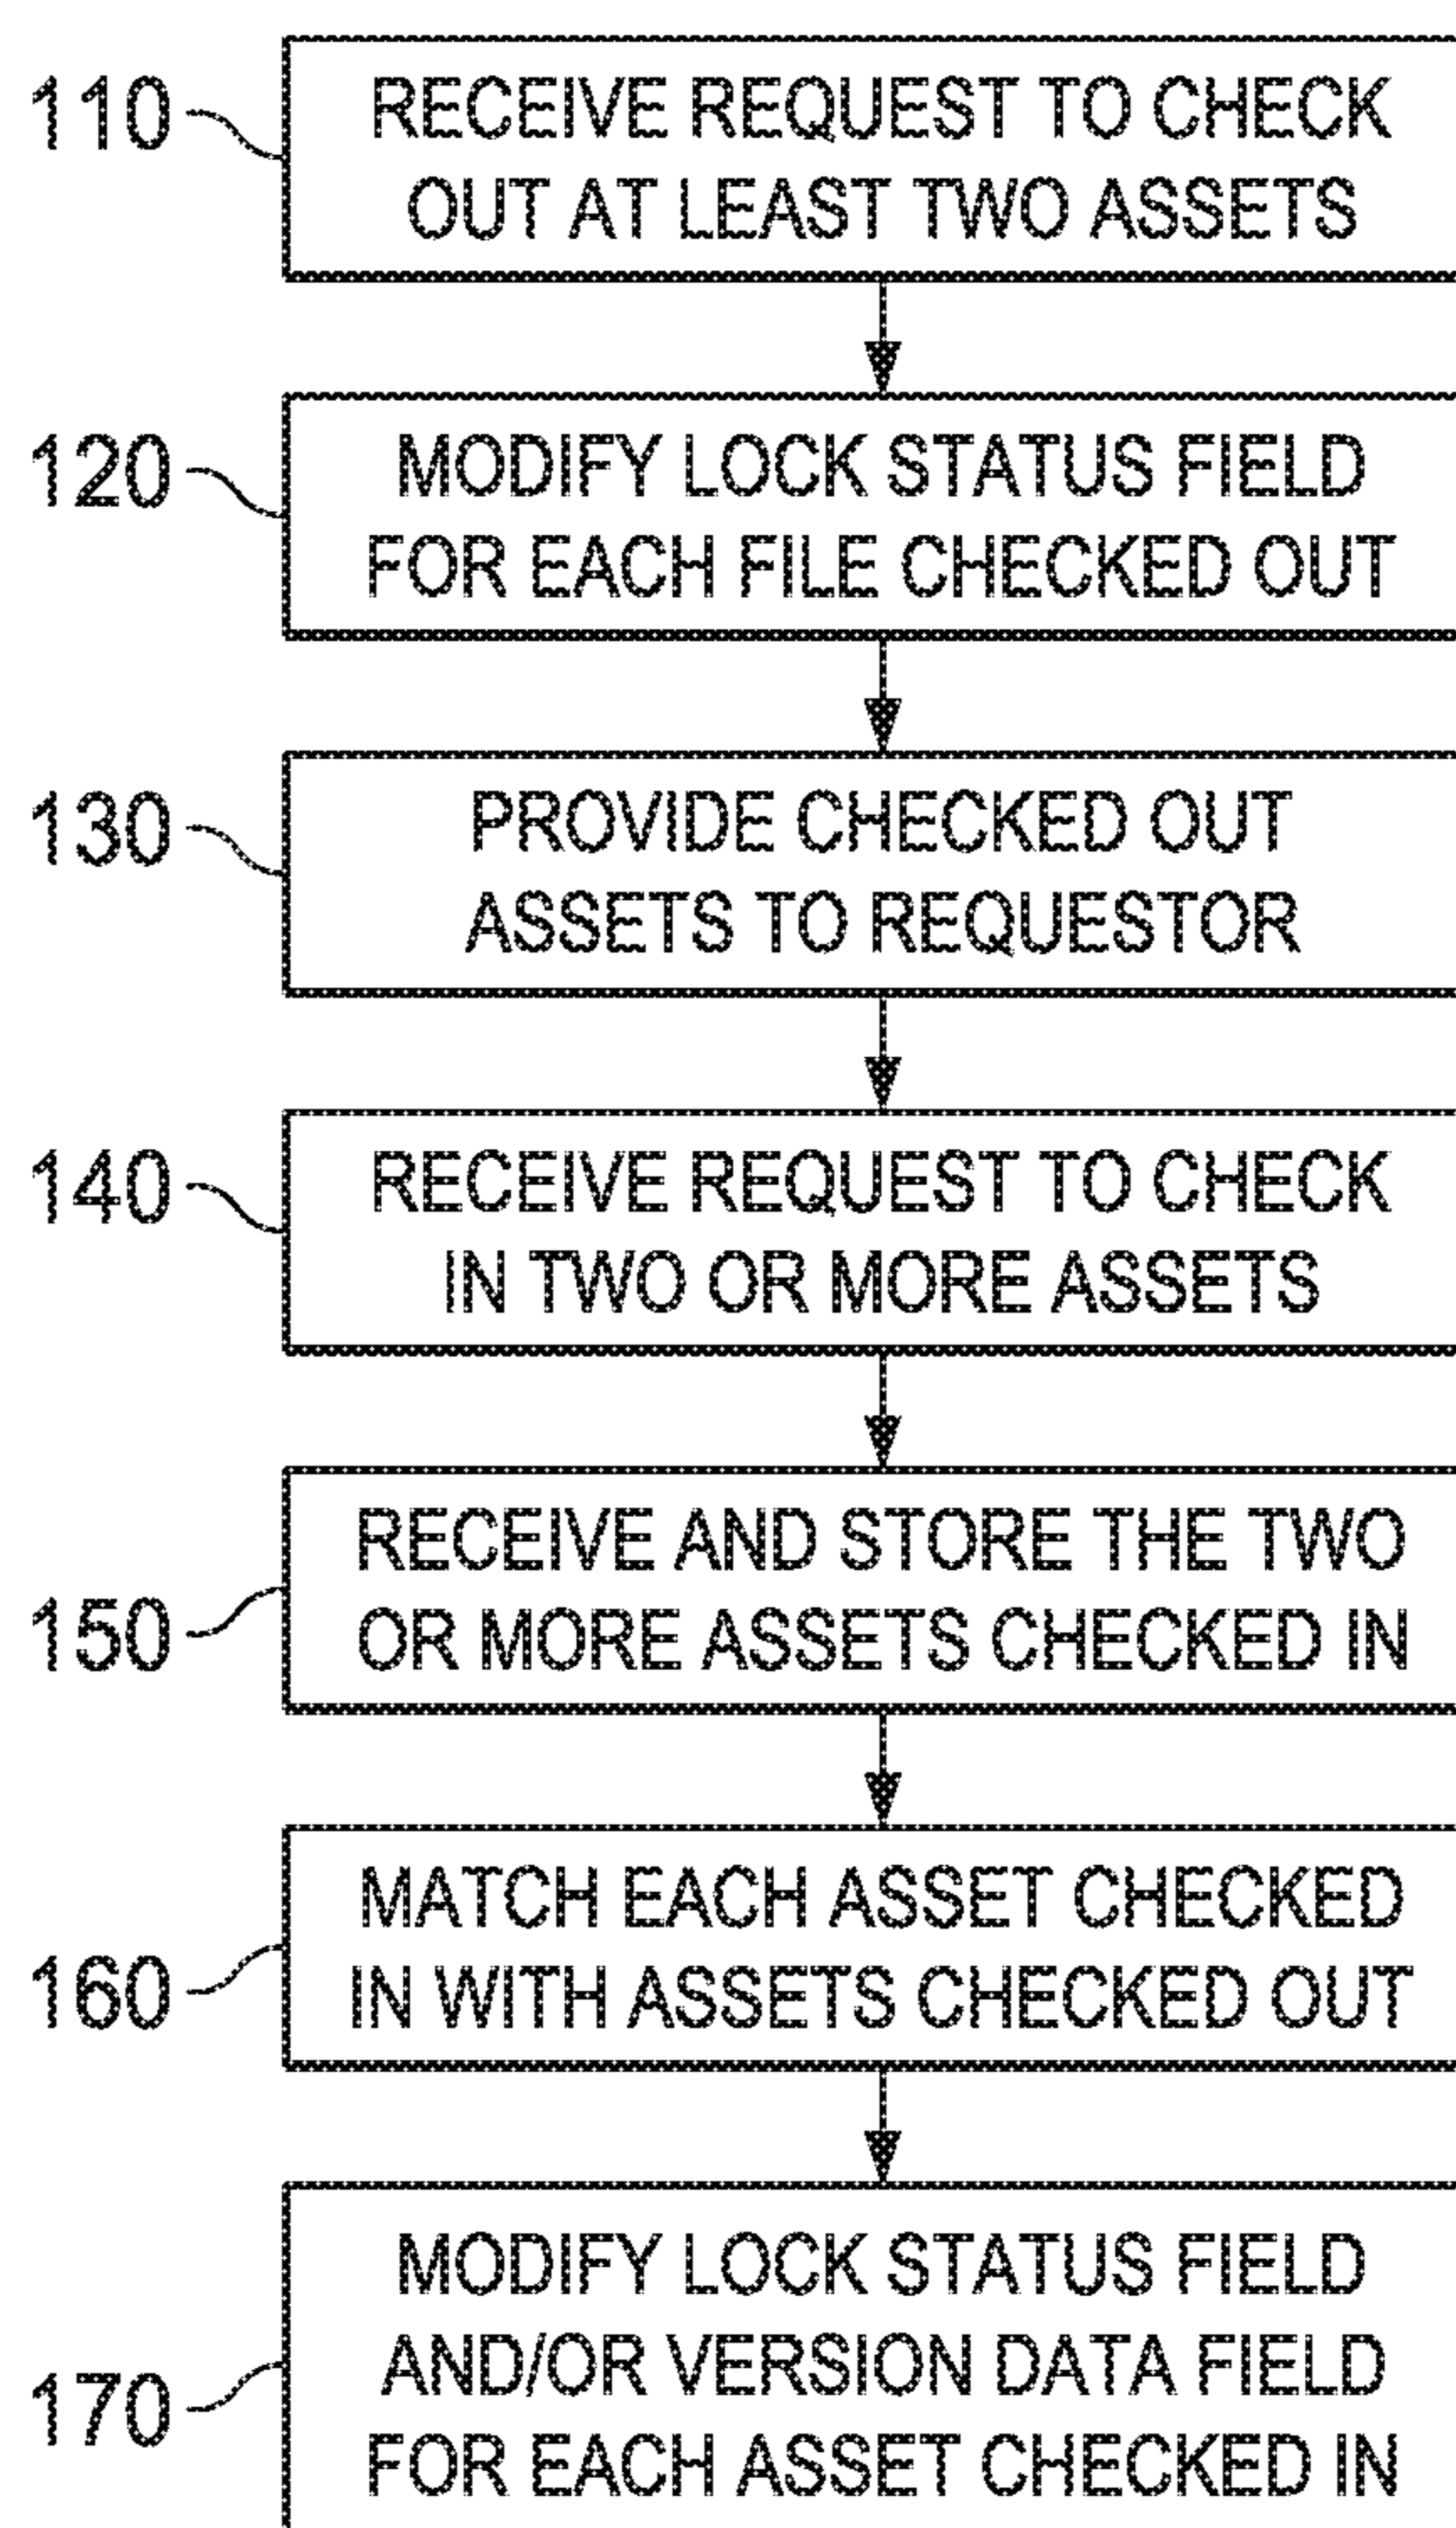 110
RECEIVE REQUEST TO CHECK
OUT AT LEAST TWO ASSETS
120
MODIFY LOCK STATUS FIELD
FOR EACH FILE CHECKED OUT
130
PROVIDE CHECKED OUT
ASSETS TO REQUESTOR
140
RECEIVE REQUEST TO CHECK
IN TWO OR MORE ASSETS
150
RECEIVE AND STORE THE TWO
OR MORE ASSETS CHECKED IN
160
MATCH EACH ASSET CHECKED
IN WITH ASSETS CHECKED OUT
170
MODIFY LOCK STATUS FIELD
AND/OR VERSION DATA FIELD
FOR EACH ASSET CHECKED IN